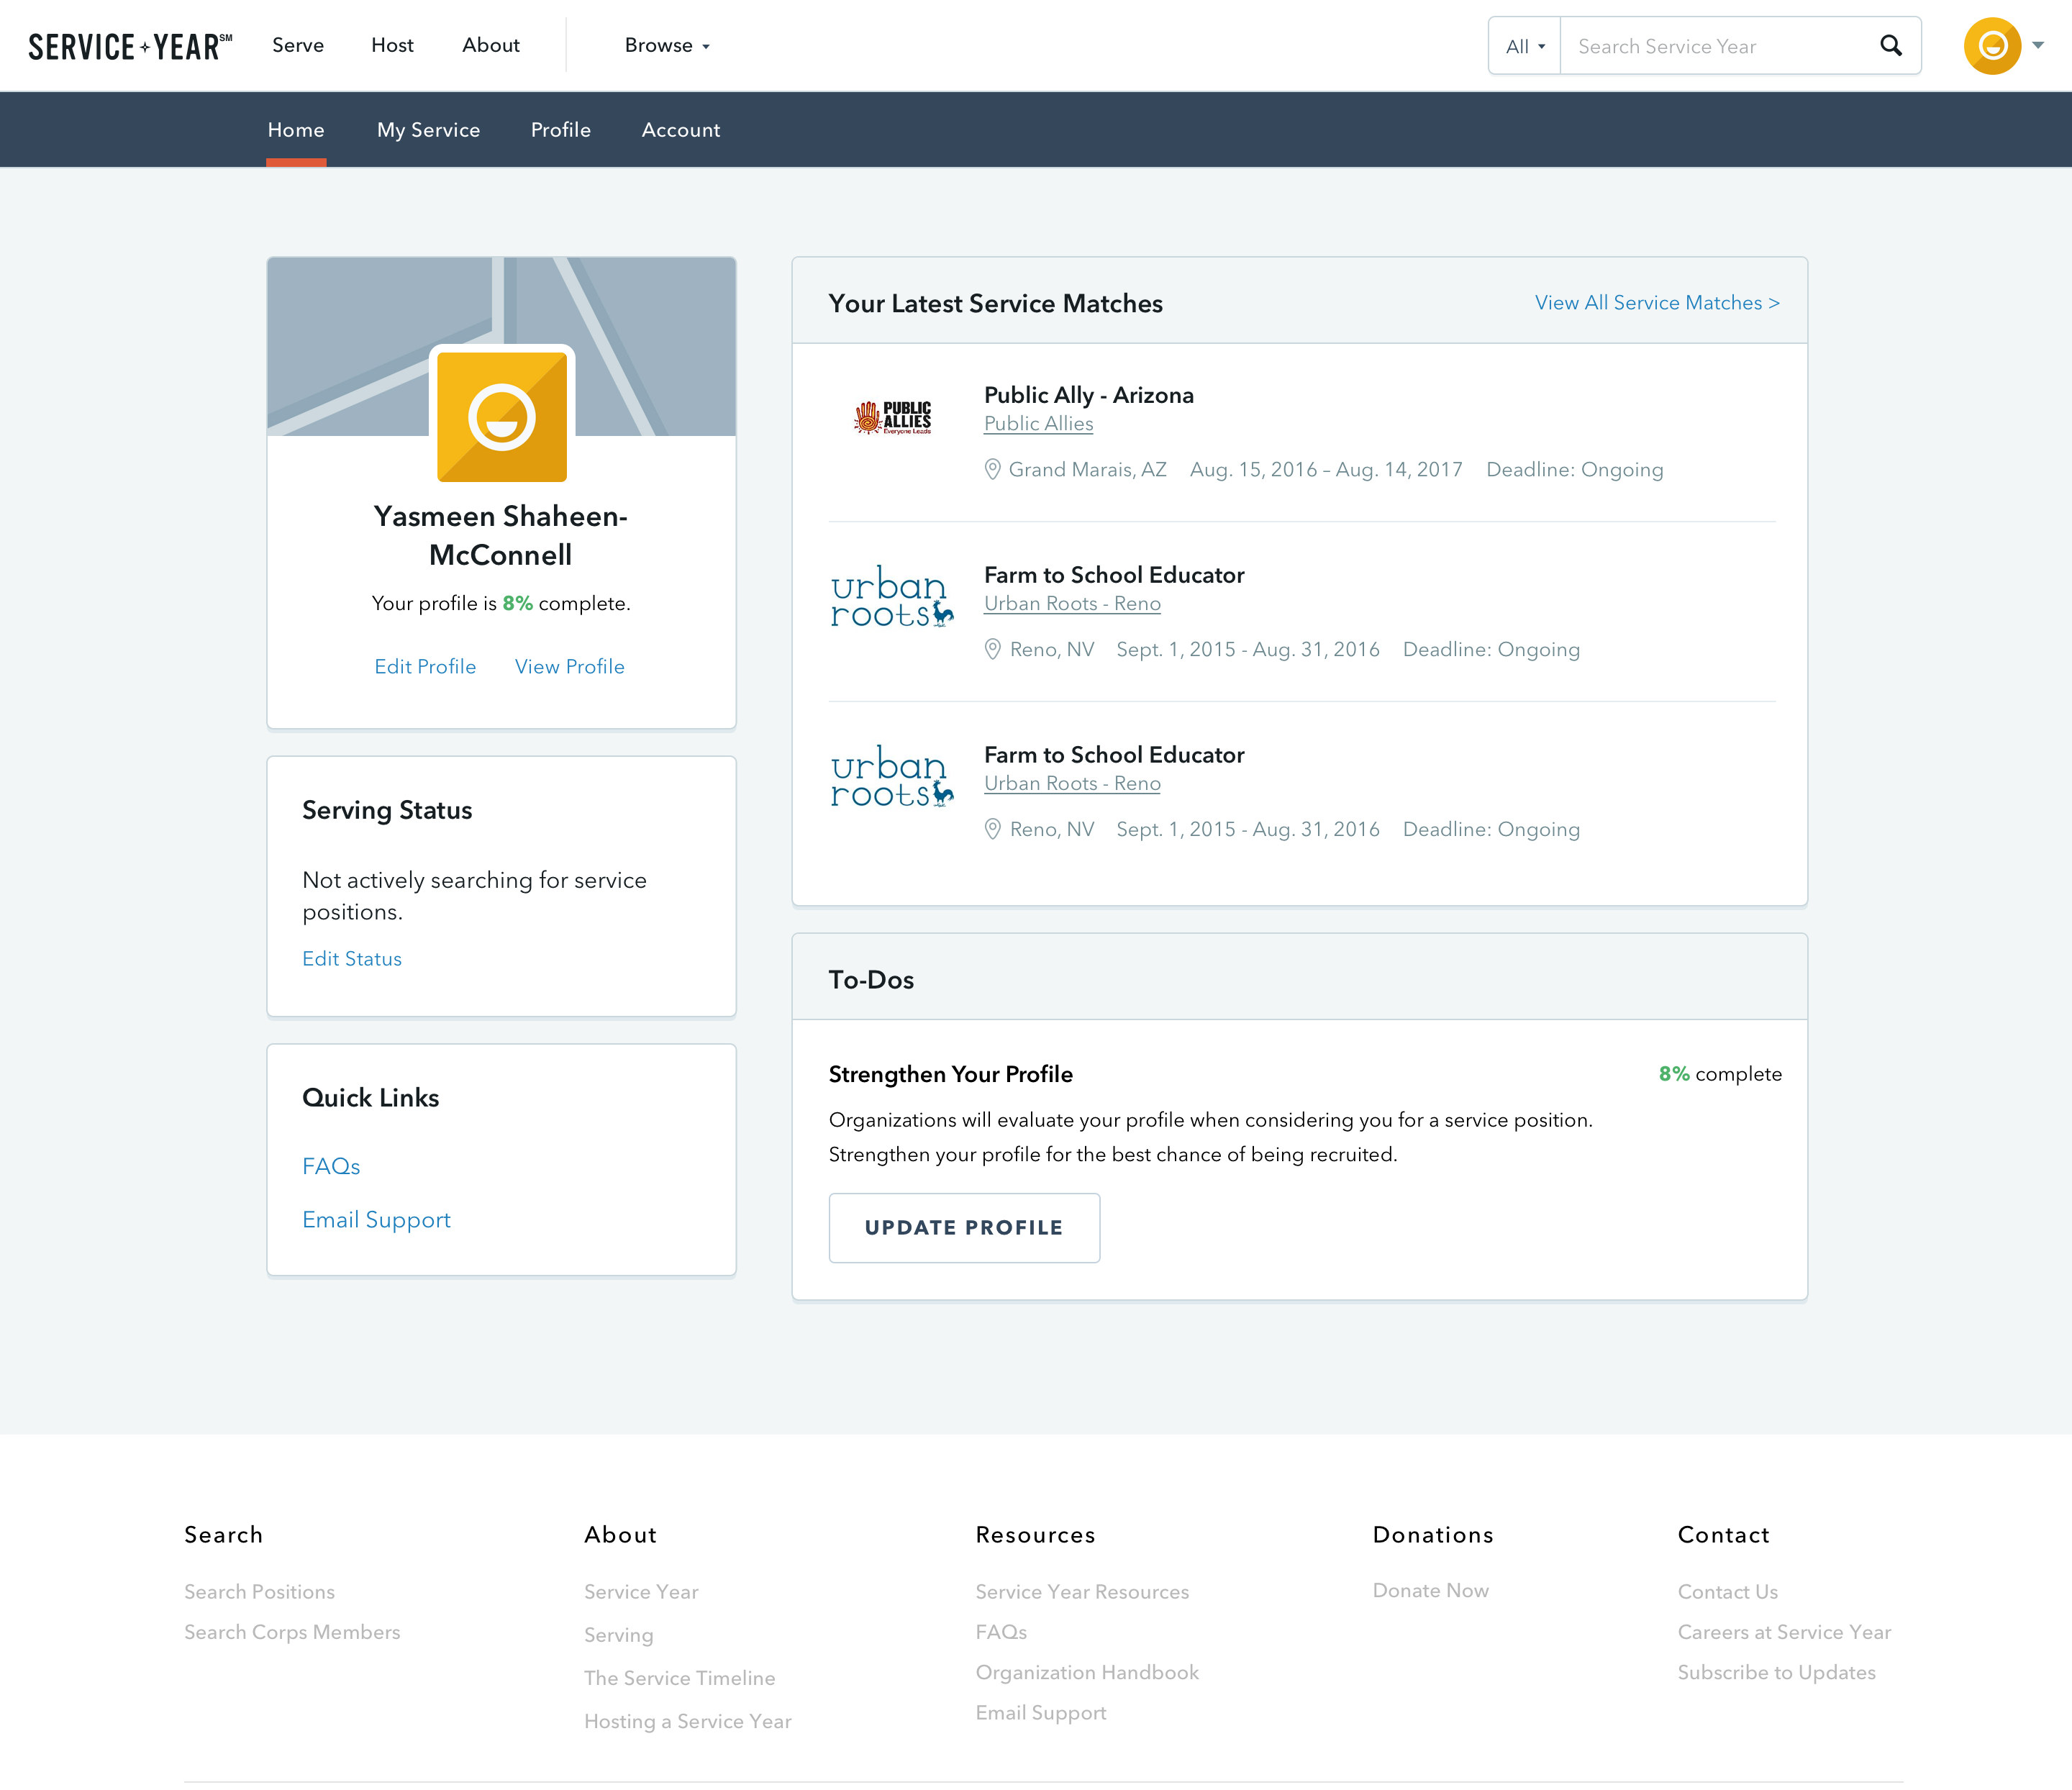 SERVICE YEAR SM
Serve
Host
About
Browse
All
Search Service Year
Home
My Service
Profile
Account
Yasmeen Shaheen-
McConnell
Your profile is 8% complete.
Edit Profile
View Profile
Serving Status
Not actively searching for service
positions.
Edit Status
Quick Links
FAQs
Email Support
Your Latest Service Matches
View All Service Matches >
PUBLIC
ALLIES
Everyone Leads
Public Ally - Arizona
Public Allies
Grand Marais, AZ Aug. 15, 2016 – Aug. 14, 2017 Deadline: Ongoing
urban
roots
Farm to School Educator
Urban Roots - Reno
Reno, NV Sept. 1, 2015 - Aug. 31, 2016 Deadline: Ongoing
urban
roots
Farm to School Educator
Urban Roots - Reno
Reno, NV Sept. 1, 2015 - Aug. 31, 2016 Deadline: Ongoing
To-Dos
Strengthen Your Profile
8% complete
Organizations will evaluate your profile when considering you for a service position.
Strengthen your profile for the best chance of being recruited.
UPDATE PROFILE
Search
Search Positions
Search Corps Members
About
Service Year
Serving
The Service Timeline
Hosting a Service Year
Resources
Service Year Resources
FAQs
Organization Handbook
Email Support
Donations
Donate Now
Contact
Contact Us
Careers at Service Year
Subscribe to Updates